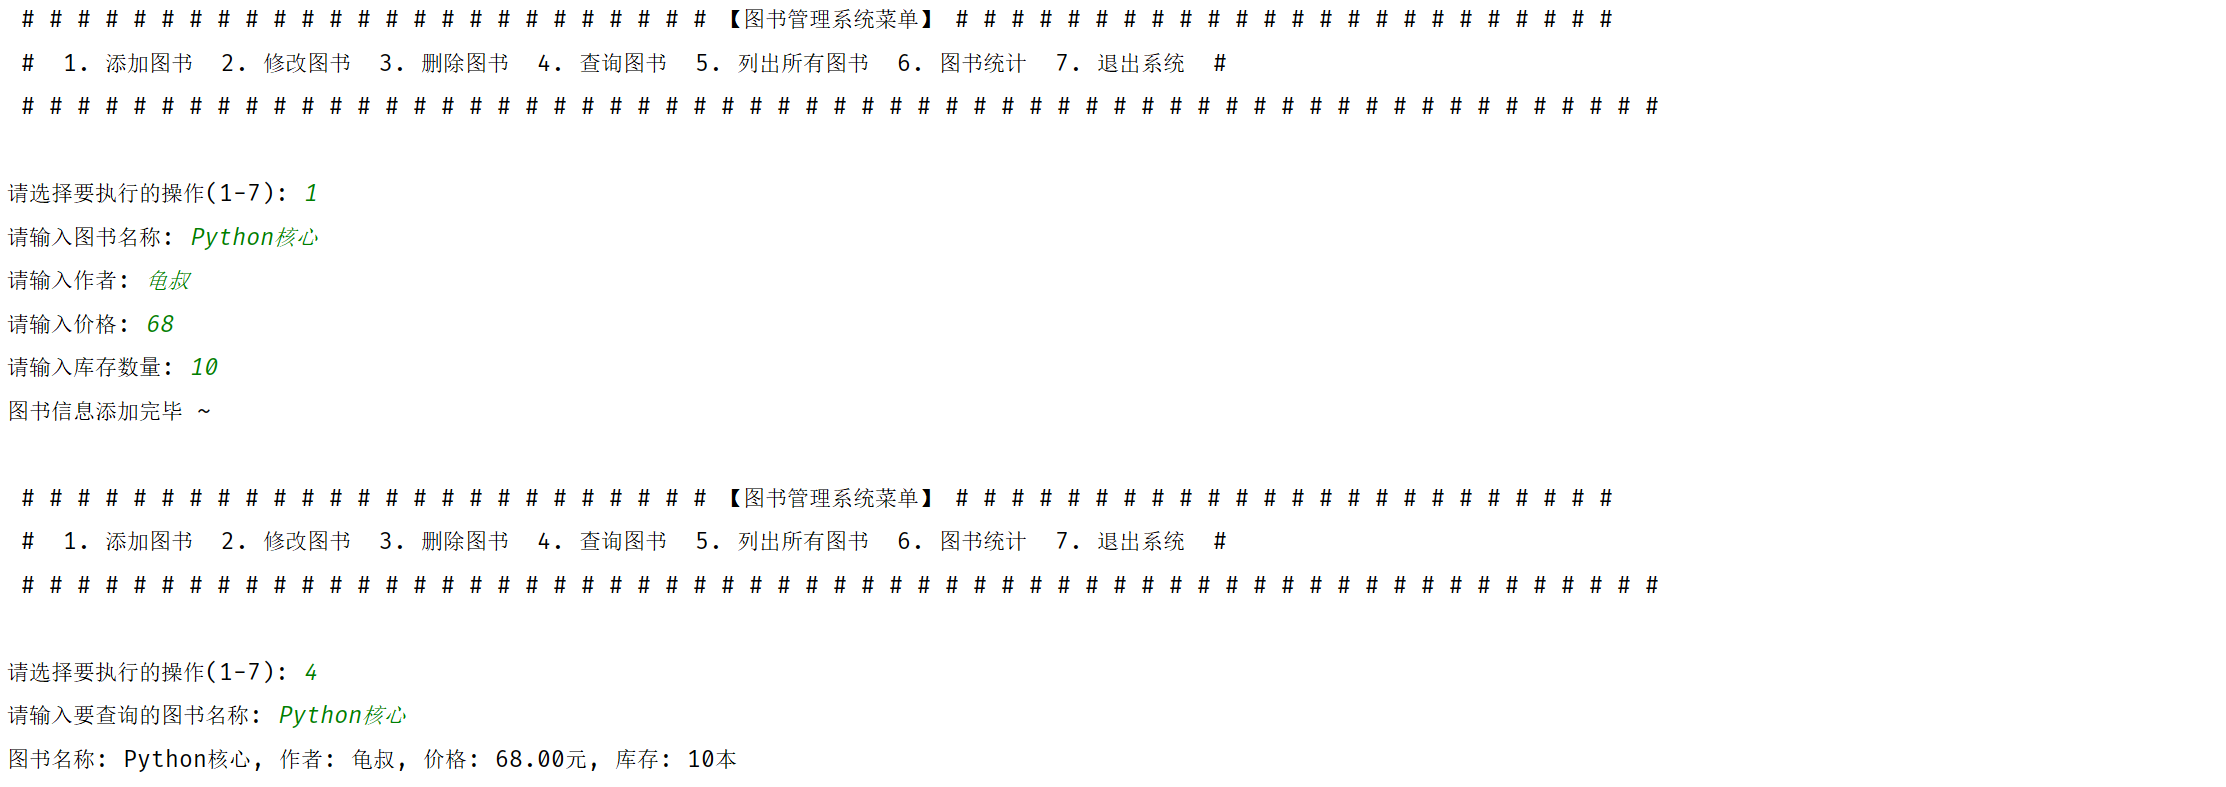 # # # # # # # # # # # # # # # # # # # # # # # # # 【图书管理系统菜单】 # # # # # # # # # # # # # # # # # # # # # # # #
# 1. 添加图书 2. 修改图书 3. 删除图书 4. 查询图书 5. 列出所有图书 6. 图书统计 7. 退出系统 #
# # # # # # # # # # # # # # # # # # # # # # # # # # # # # # # # # # # # # # # # # # # # # # # # # # # # # # # # # # #

请选择要执行的操作(1-7): 1
请输入图书名称: Python核心
请输入作者: 龟叔
请输入价格: 68
请输入库存数量: 10
图书信息添加完毕 ~

# # # # # # # # # # # # # # # # # # # # # # # # # 【图书管理系统菜单】 # # # # # # # # # # # # # # # # # # # # # # # #
# 1. 添加图书 2. 修改图书 3. 删除图书 4. 查询图书 5. 列出所有图书 6. 图书统计 7. 退出系统 #
# # # # # # # # # # # # # # # # # # # # # # # # # # # # # # # # # # # # # # # # # # # # # # # # # # # # # # # # # # #

请选择要执行的操作(1-7): 4
请输入要查询的图书名称: Python核心
图书名称: Python核心, 作者: 龟叔, 价格: 68.00元, 库存: 10本